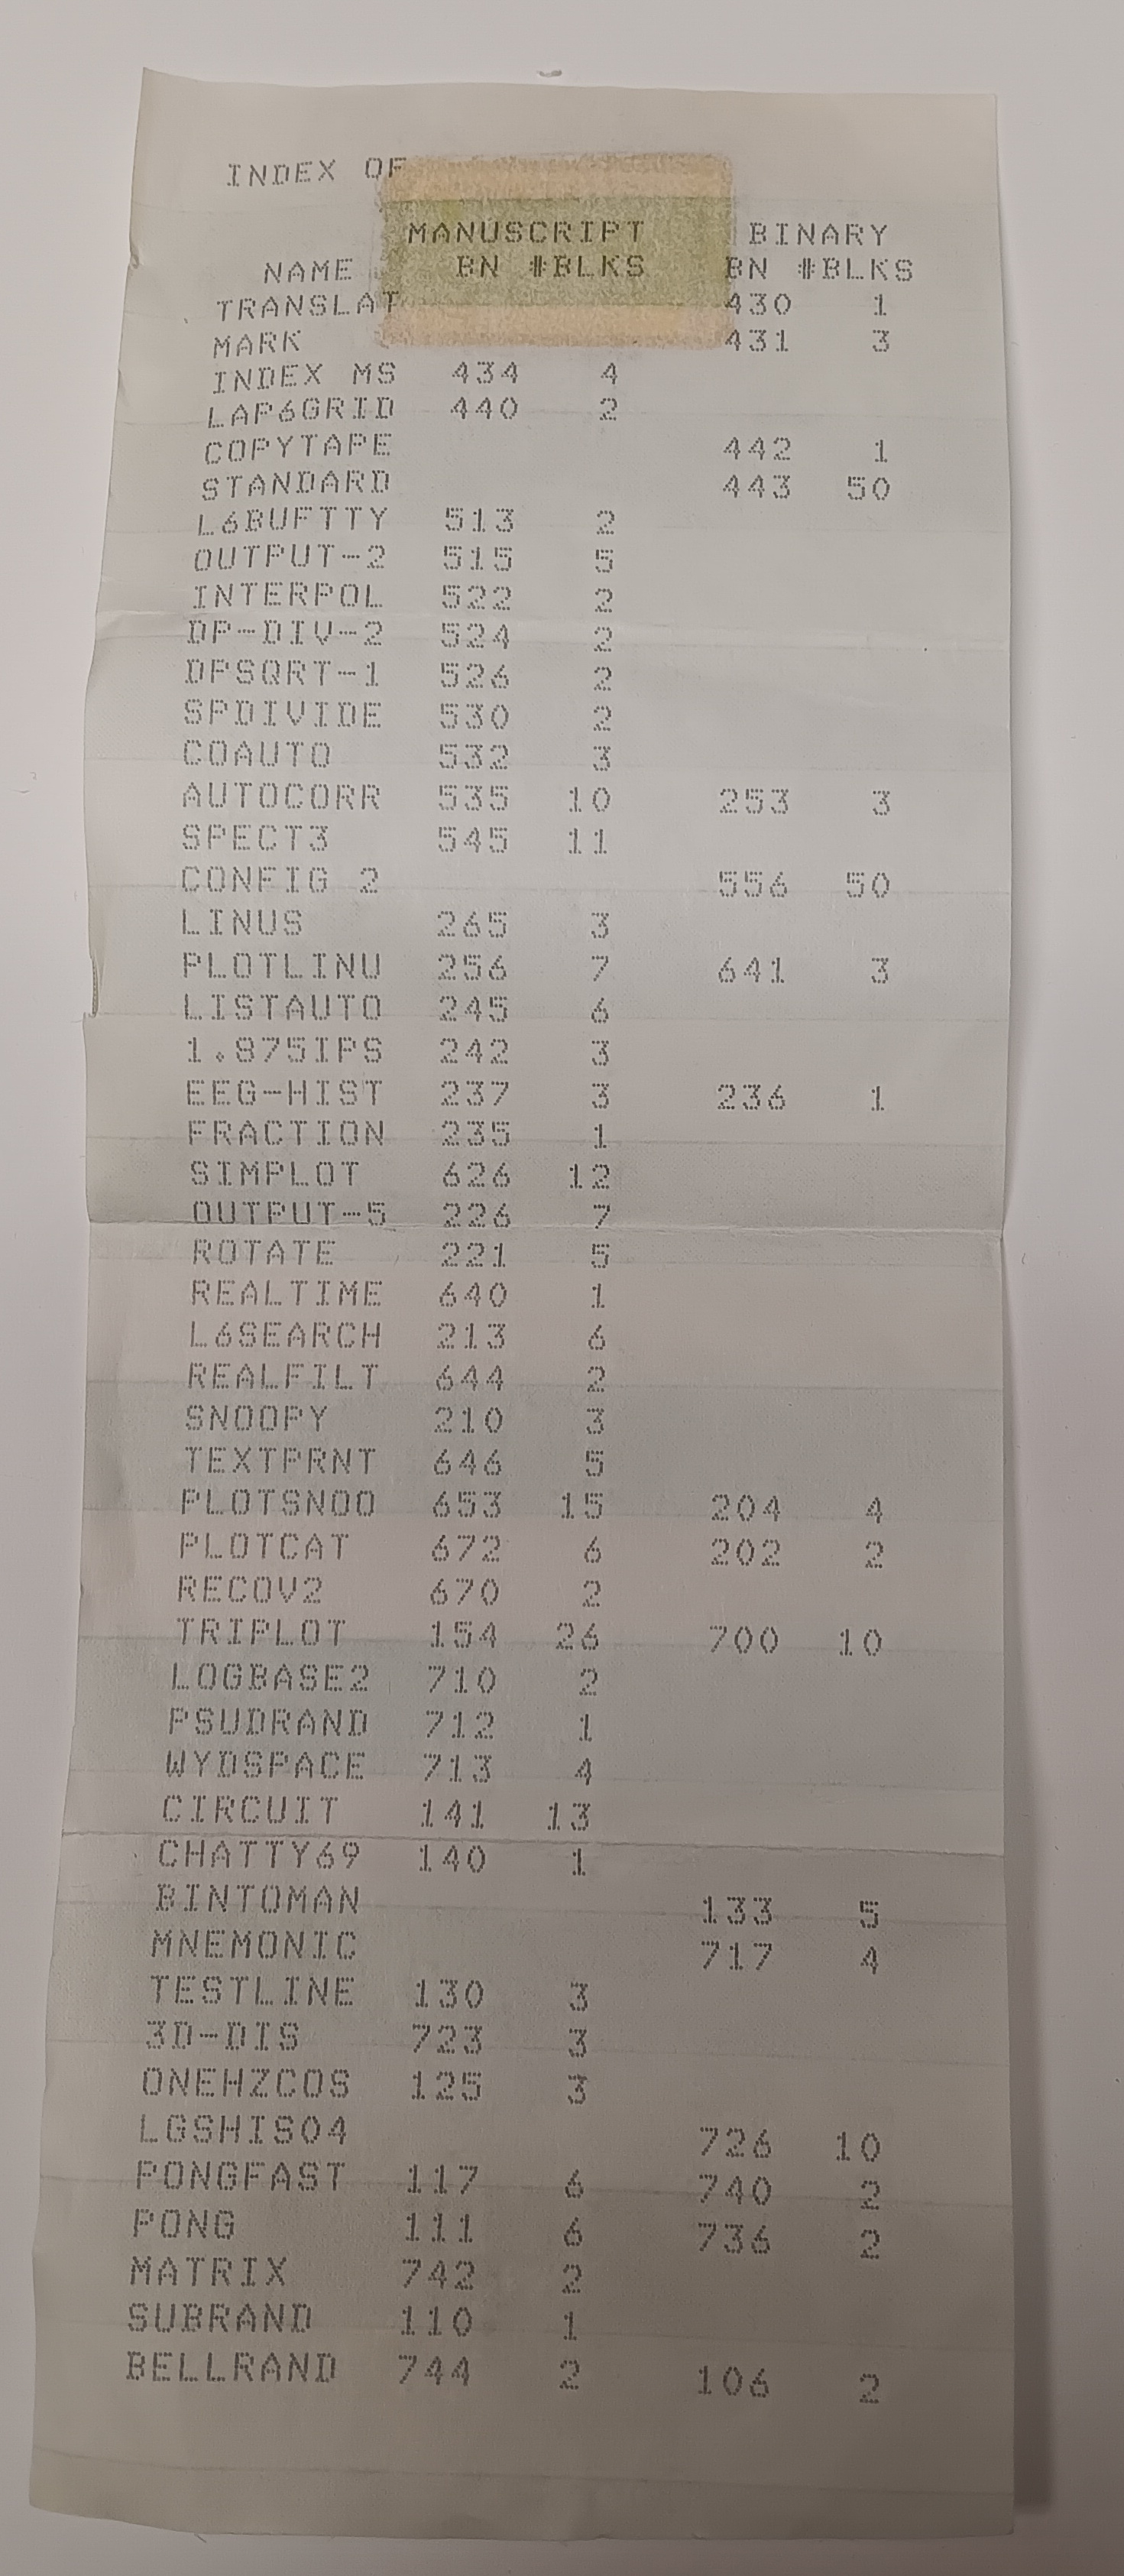 INDEX OF
MANUSCRIPT BINARY
NAME BN #BLKS BN #BLKS
TRANSLAT 430 1
MARK 431 3
INDEX MS 434 4
LAP6GRID 440 2
COPYTAPE 442 1
STANDARD 443 50
L6BUFTTY 513 2
OUTPUT-2 515 5
INTERPOL 522 2
DP-DIV-2 524 2
DPSQRT-1 526 2
SPDIVIDE 530 2
COAUTO 532 3
AUTOCORR 535 10 253 3
SPECT3 545 11
CONFIG 2 556 50
LINUS 265 3
PLOTLINU 256 7 641 3
LISTAUTO 245 6
1.875IPS 242 3
EEG-HIST 237 3 236 1
FRACTION 235 1
SIMPLOT 626 12
OUTPUT-5 226 7
ROTATE 221 5
REALTIME 640 1
L6SEARCH 213 6
REALFILT 644 2
SNOOPY 210 3
TEXTPRNT 646 5
PLOTSNOO 653 15 204 4
PLOTCAT 672 6 202 2
RECOV2 670 2
TRIPLOT 154 26 700 10
LOGBASE2 710 2
PSUDRAND 712 1
WYDSPACE 713 4
CIRCUIT 141 13
CHATTY69 140 1
BINTOMAN 133 5
MNEMONIC 717 4
TESTLINE 130 3
3D-DIS 723 3
ONEHZCOS 125 3
LGSHIS04 726 10
PONGFAST 117 6 740 2
PONG 111 6 736 2
MATRIX 742 2
SUBRAND 110 1
BELLRAND 744 2 106 2